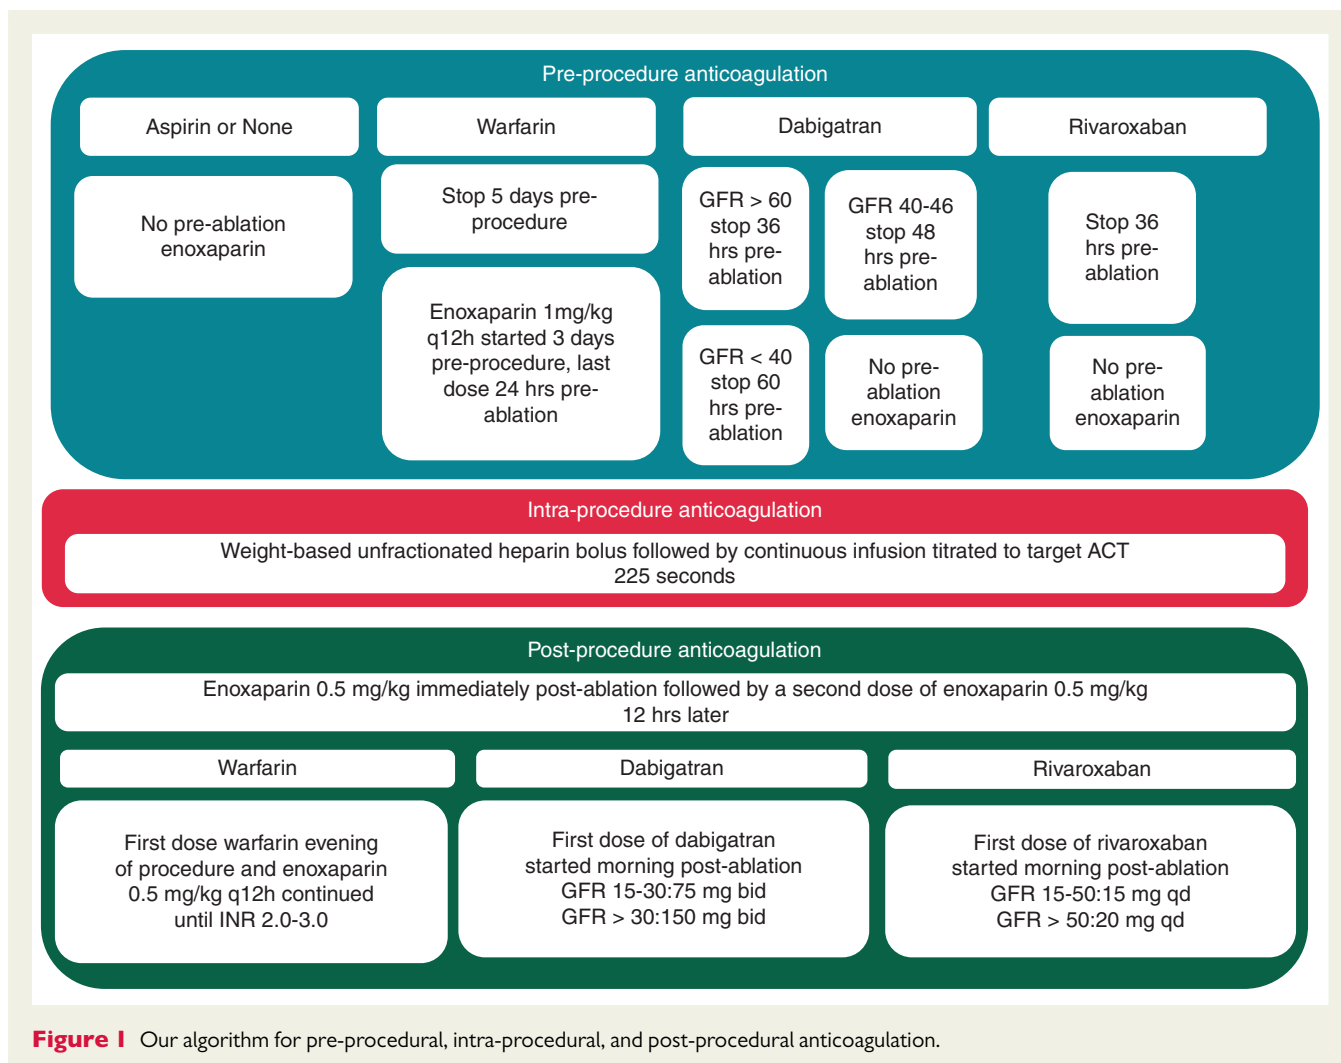 Pre-procedure anticoagulation
Aspirin or None
No pre-ablation
enoxaparin
Warfarin
Stop 5 days pre-
procedure
Enoxaparin 1mg/kg
q12h started 3 days
pre-procedure, last
dose 24 hrs pre-
ablation
Dabigatran
GFR > 60
stop 36
hrs pre-
ablation
GFR 40-46
stop 48
hrs pre-
ablation
GFR < 40
stop 60
hrs pre-
ablation
No pre-
ablation
enoxaparin
Rivaroxaban
Stop 36
hrs pre-
ablation
No pre-
ablation
enoxaparin
Intra-procedure anticoagulation
Weight-based unfractionated heparin bolus followed by continuous infusion titrated to target ACT
225 seconds
Post-procedure anticoagulation
Enoxaparin 0.5 mg/kg immediately post-ablation followed by a second dose of enoxaparin 0.5 mg/kg
12 hrs later
Warfarin
First dose warfarin evening
of procedure and enoxaparin
0.5 mg/kg q12h continued
until INR 2.0-3.0
Dabigatran
First dose of dabigatran
started morning post-ablation
GFR 15-30:75 mg bid
GFR > 30:150 mg bid
Rivaroxaban
First dose of rivaroxaban
started morning post-ablation
GFR 15-50:15 mg qd
GFR > 50:20 mg qd
Figure 1 Our algorithm for pre-procedural, intra-procedural, and post-procedural anticoagulation.